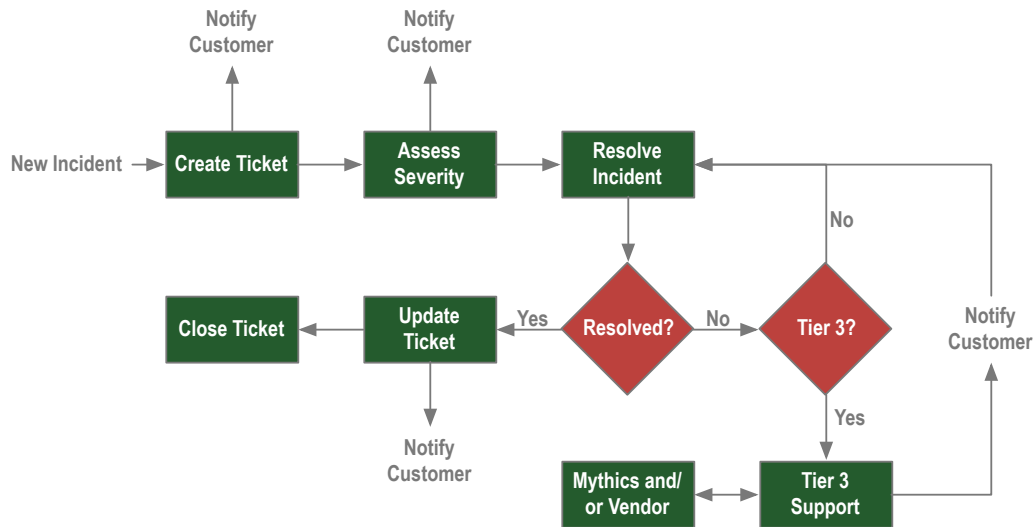 Notify
Customer
Notify
Customer
New Incident
Create Ticket
Assess
Severity
Resolve
Incident
No
Close Ticket
Update
Ticket
Yes
Resolved?
No
Tier 3?
Notify
Customer
Yes
Notify
Customer
Mythics and/
or Vendor
Tier 3
Support